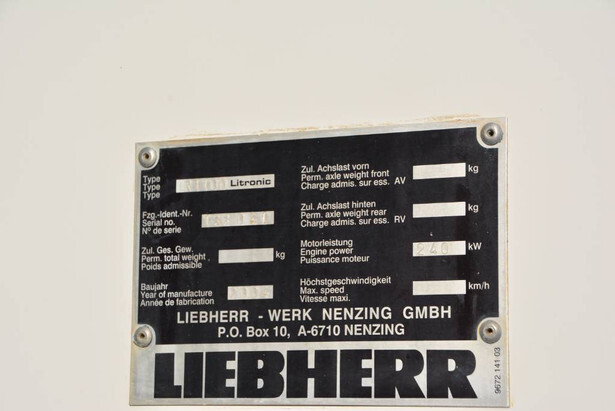 Type
Type
Type
Litronic
Fzg.-Ident.-Nr.
Serial no.
N° de serie
Zul. Ges. Gew.
Perm. total weight
Poids admissible
kg
Baujahr
Year of manufacture
Année de fabrication
Zul. Achslast vorn
Perm. axle weight front
Charge admis. sur ess. AV
kg
Zul. Achslast hinten
Perm. axle weight rear
Charge admis. sur ess. RV
kg
Motorleistung
Engine power
Puissance moteur
240 kW
Höchstgeschwindigkeit
Max. speed
Vitesse maxi.
km/h
LIEBHERR - WERK NENZING GMBH
P.O. Box 10, A-6710 NENZING
LIEBHERR
9672 141 03